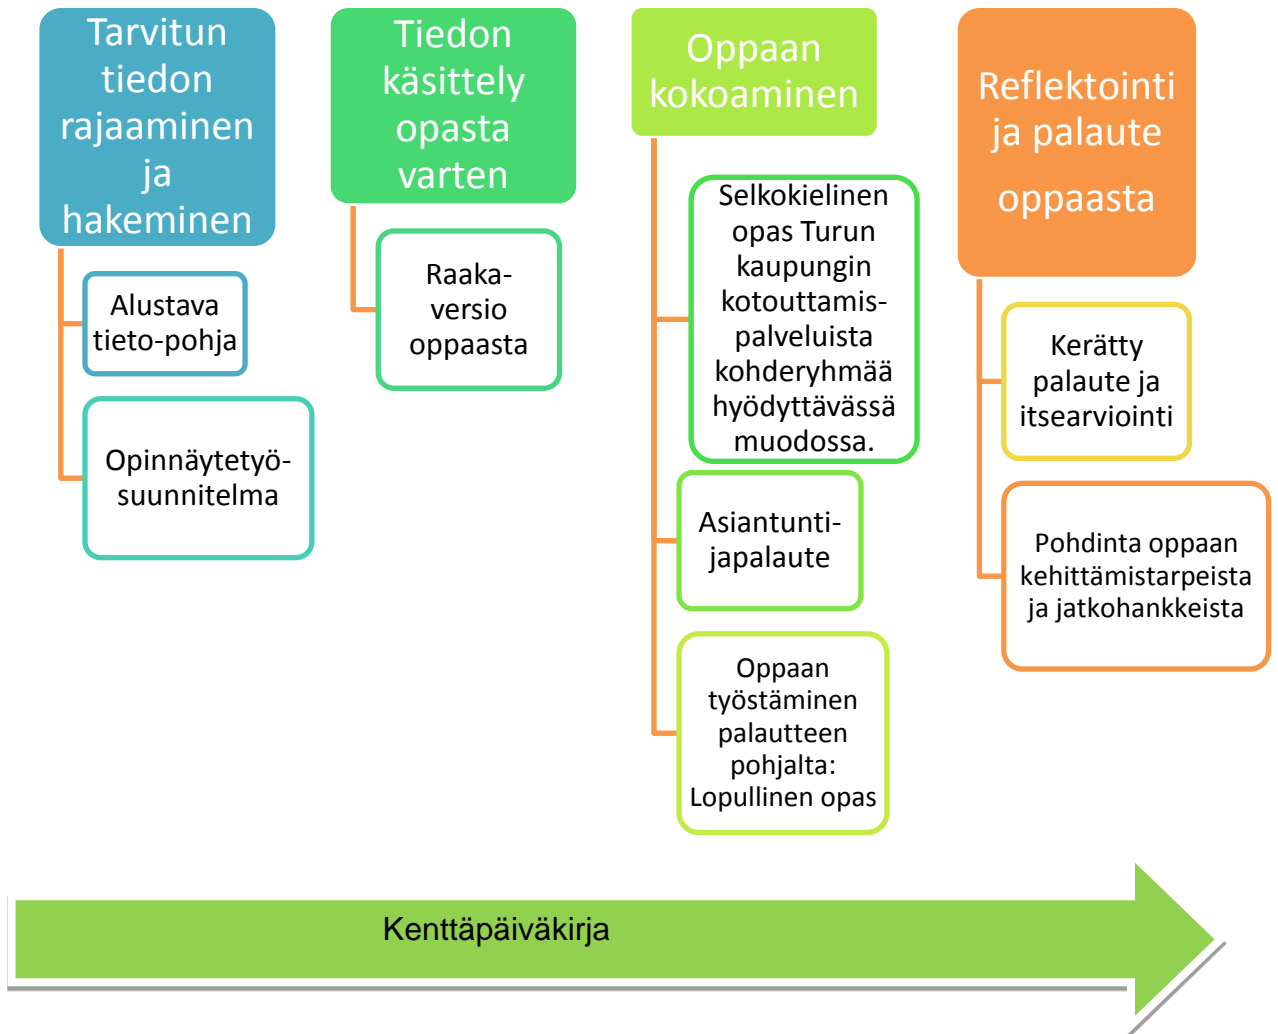 Tarvitun
tiedon
rajaaminen
ja
hakeminen
Alustava
tieto-pohja
Opinnäytetyö-
suunnitelma
Tiedon
käsittely
opasta
varten
Raaka-
versio
oppaasta
Oppaan
kokoaminen
Selkokielinen
opas Turun
kaupungin
kotouttamis-
palveluista
kohderyhmää
hyödyttävässä
muodossa.
Asiantunti-
japalaute
Oppaan
työstäminen
palautteen
pohjalta:
Lopullinen opas
Reflektointi
ja palaute
oppaasta
Kerätty
palaute ja
itsearviointi
Pohdinta oppaan
kehittämistarpeista
ja jatkohankkeista
Kenttäpäiväkirja